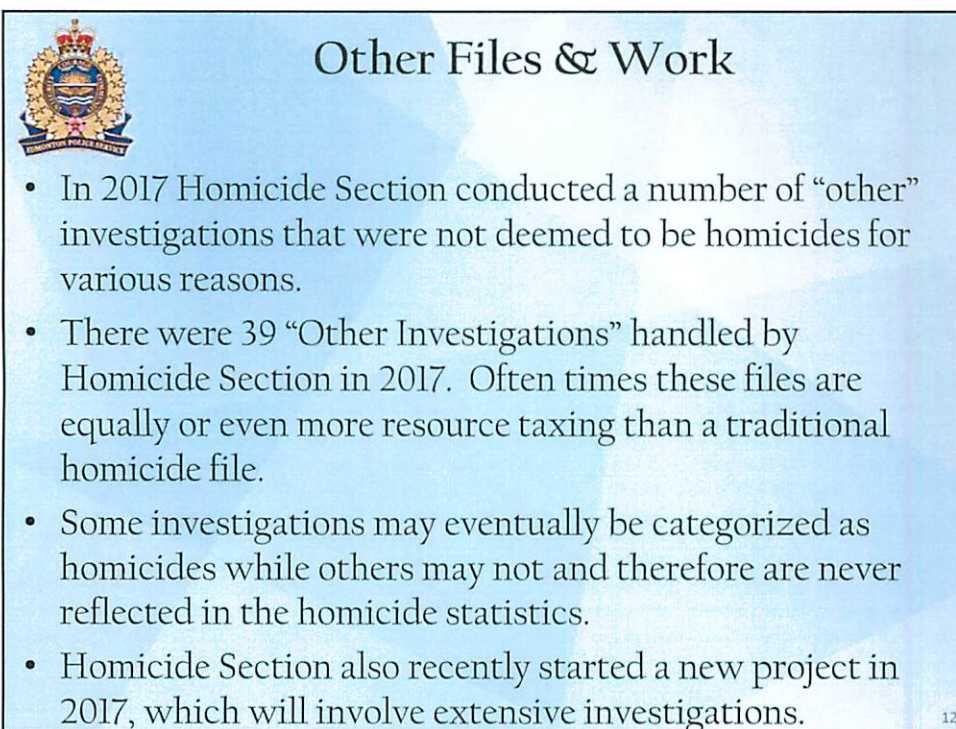 Other Files & Work
EDMONTON POLICE SERVICE
• In 2017 Homicide Section conducted a number of “other”
investigations that were not deemed to be homicides for
various reasons.
• There were 39 “Other Investigations” handled by
Homicide Section in 2017. Often times these files are
equally or even more resource taxing than a traditional
homicide file.
• Some investigations may eventually be categorized as
homicides while others may not and therefore are never
reflected in the homicide statistics.
• Homicide Section also recently started a new project in
2017, which will involve extensive investigations.
12